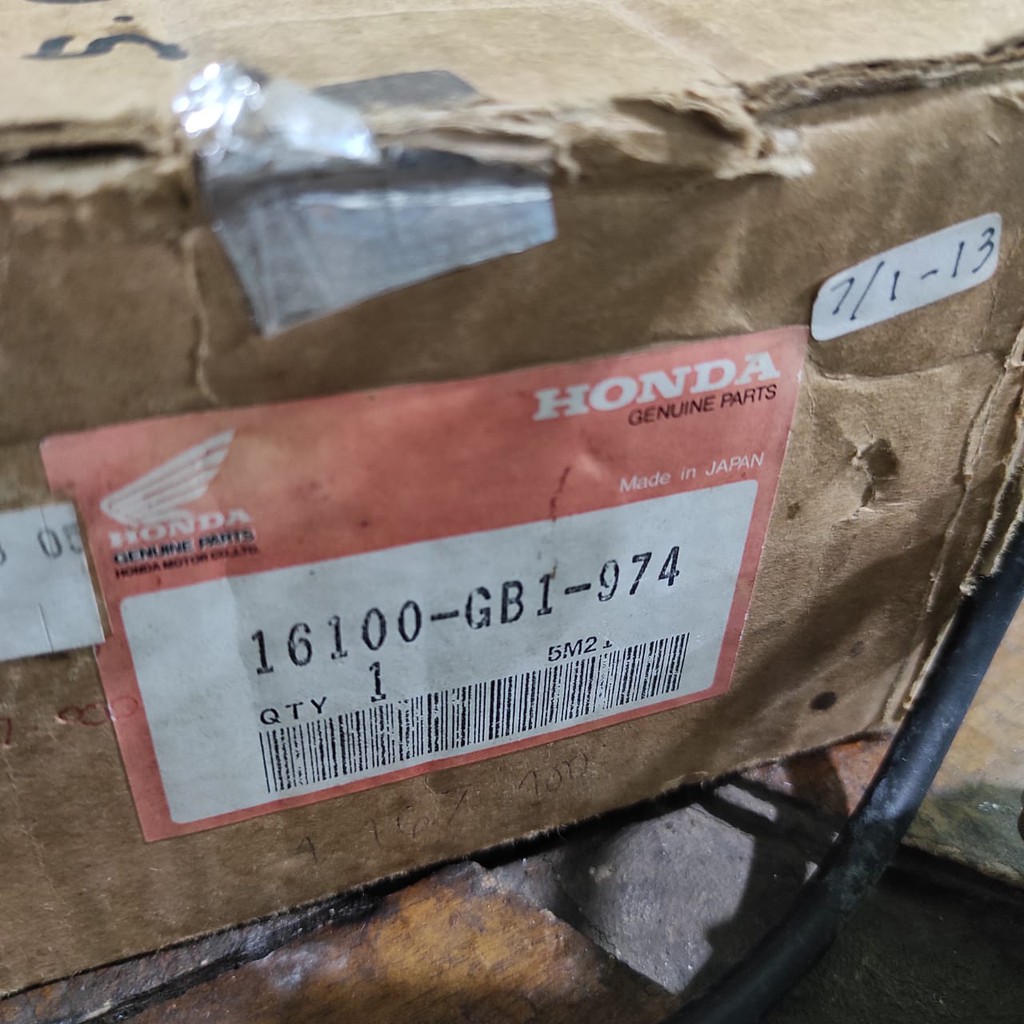 7/1-13
HONDA
GENUINE PARTS
Made in JAPAN
HONDA
GENUINE PARTS
HONDA MOTOR CO.,LTD.
16100-GB1-974
QTY 1
5M21